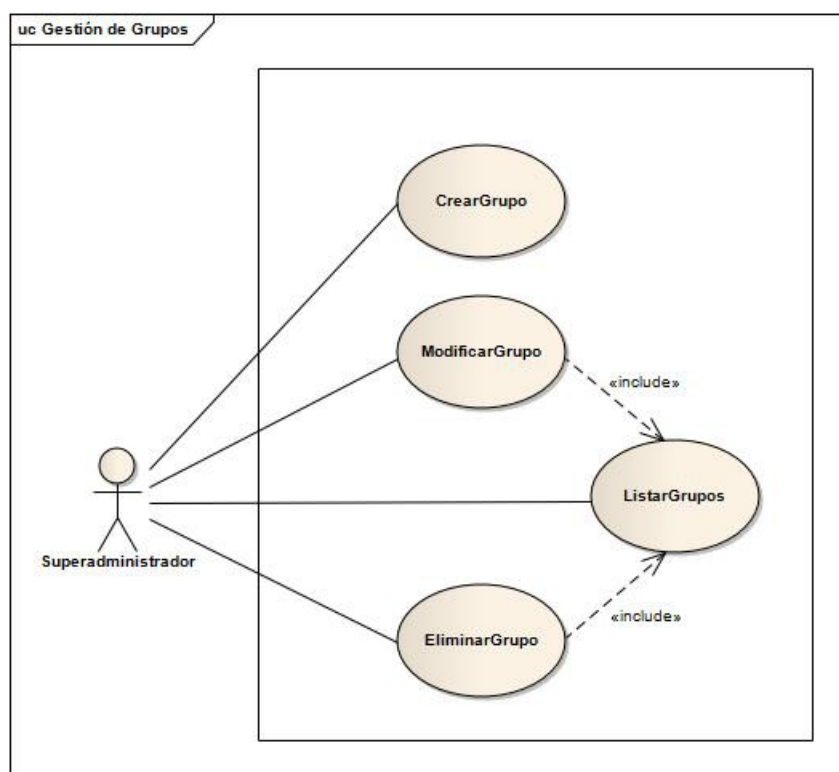 uc Gestión de Grupos
CrearGrupo
ModificarGrupo
«include»
ListarGrupos
Superadministrador
«include»
EliminarGrupo